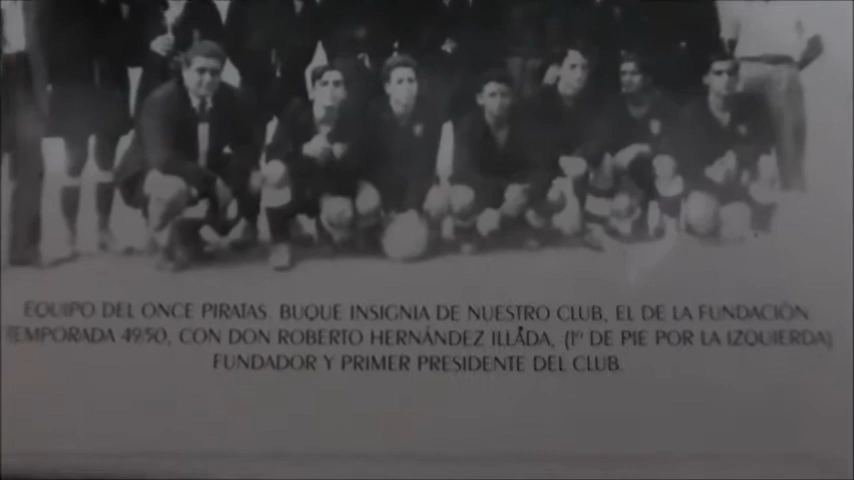 EQUIPO DEL ONCE PIRATAS. BUQUE INSIGNIA DE NUESTRO CLUB, EL DE LA FUNDACIÓN
TEMPORADA 49/50, CON DON ROBERTO HERNÁNDEZ ILLADA, (1º DE PIE POR LA IZQUIERDA)
FUNDADOR Y PRIMER PRESIDENTE DEL CLUB.